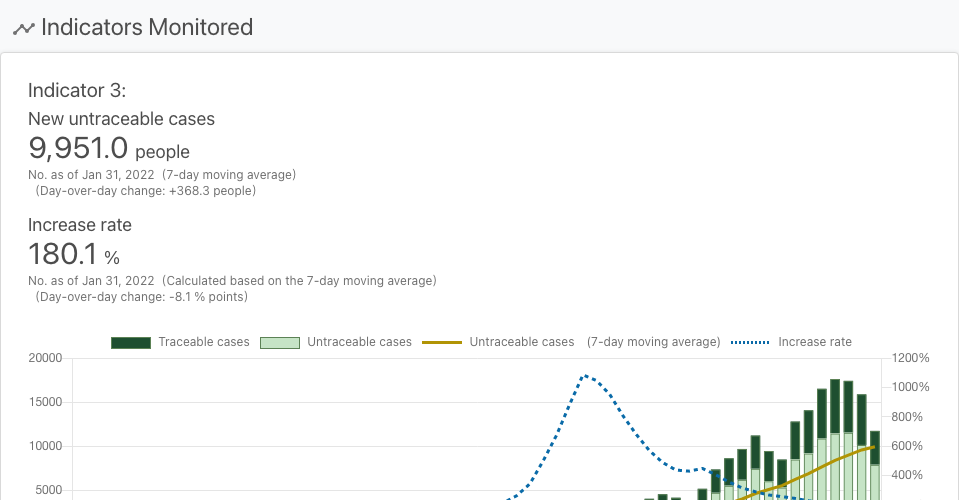 Indicators Monitored
Indicator 3:
New untraceable cases
9,951.0 people
No. as of Jan 31, 2022 (7-day moving average)
(Day-over-day change: +368.3 people)
Increase rate
180.1 %
No. as of Jan 31, 2022 (Calculated based on the 7-day moving average)
(Day-over-day change: -8.1 % points)
Traceable cases Untraceable cases Untraceable cases (7-day moving average) Increase rate
20000 1200%
1000%
15000
800%
10000 600%
400%
5000